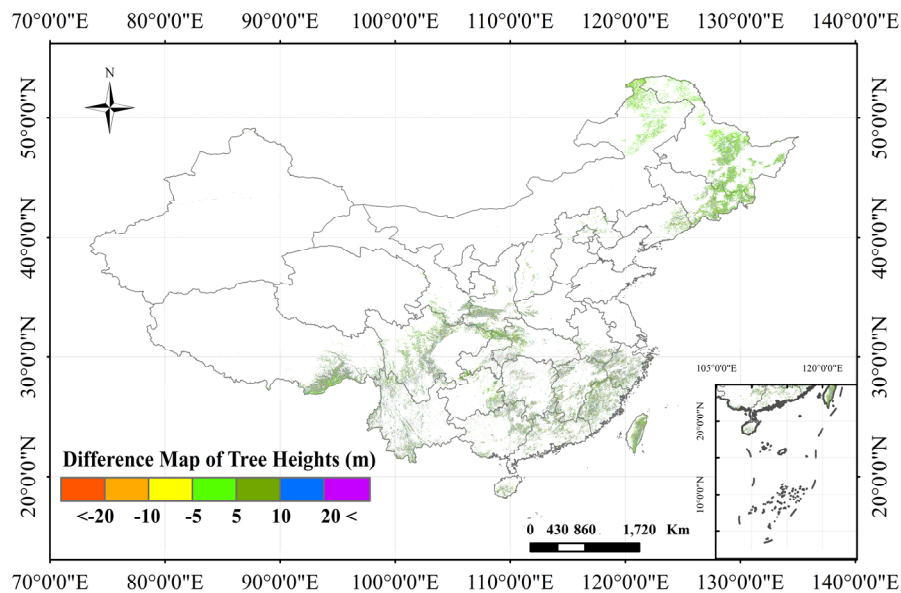 70°0'0"E 80°0'0"E 90°0'0"E 100°0'0"E 110°0'0"E 120°0'0"E 130°0'0"E 140°0'0"E
N
50°0'0"N 50°0'0"N
40°0'0"N 40°0'0"N
30°0'0"N 30°0'0"N
20°0'0"N 20°0'0"N
105°0'0"E 120°0'0"E
20°0'0"N
10°0'0"N
Difference Map of Tree Heights (m)
<-20 -10 -5 5 10 20 <
0 430 860 1,720 Km
70°0'0"E 80°0'0"E 90°0'0"E 100°0'0"E 110°0'0"E 120°0'0"E 130°0'0"E 140°0'0"E